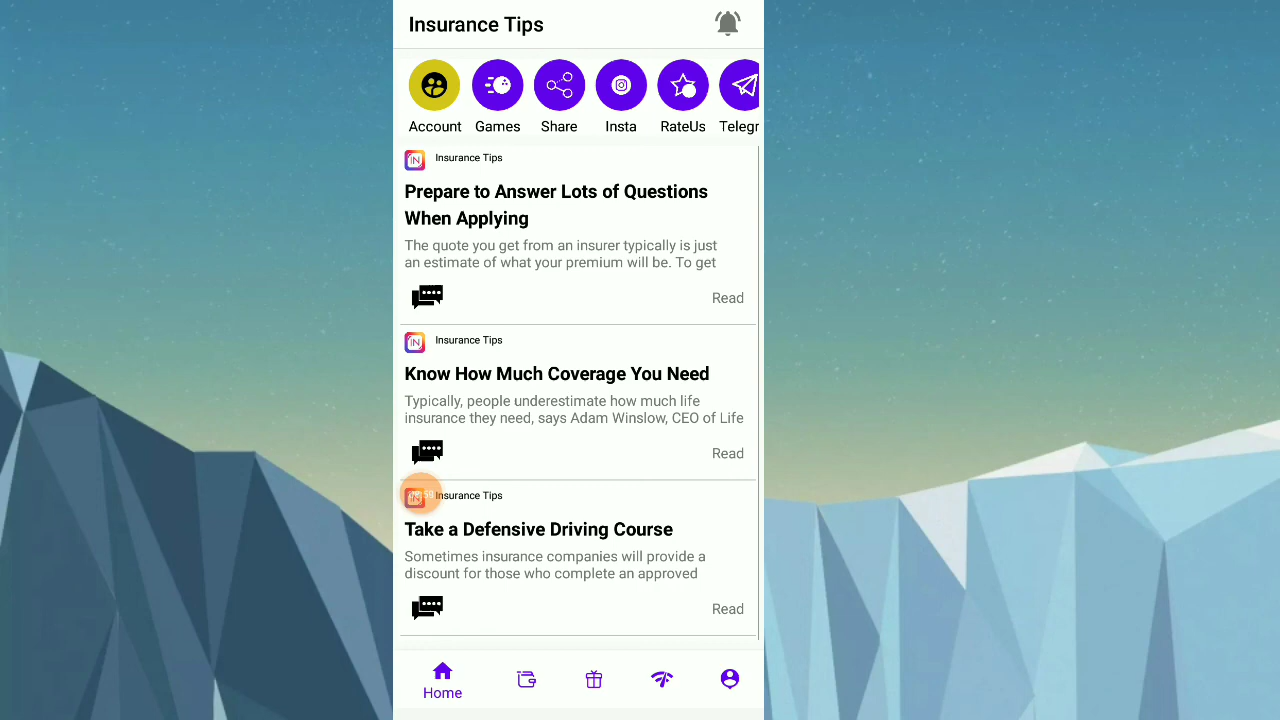 Insurance Tips
Account Games Share Insta RateUs Telegr
IN Insurance Tips
Prepare to Answer Lots of Questions
When Applying
The quote you get from an insurer typically is just
an estimate of what your premium will be. To get
Read
IN Insurance Tips
Know How Much Coverage You Need
Typically, people underestimate how much life
insurance they need, says Adam Winslow, CEO of Life
Read
Insurance Tips
Take a Defensive Driving Course
Sometimes insurance companies will provide a
discount for those who complete an approved
Read
Home